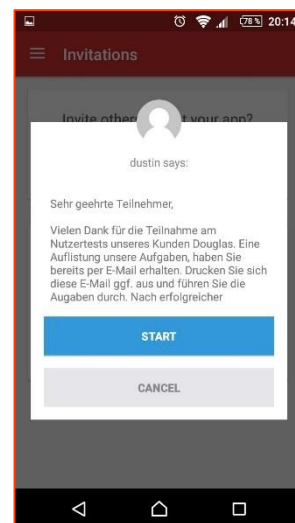 78% 20:14
Invitations
Invite others your app?
dustin says:
Sehr geehrte Teilnehmer,
Vielen Dank für die Teilnahme am
Nutzertests unseres Kunden Douglas. Eine
Auflistung unsere Aufgaben, haben Sie
bereits per E-Mail erhalten. Drucken Sie sich
diese E-Mail ggf. aus und führen Sie die
Augaben durch. Nach erfolgreicher
START
CANCEL